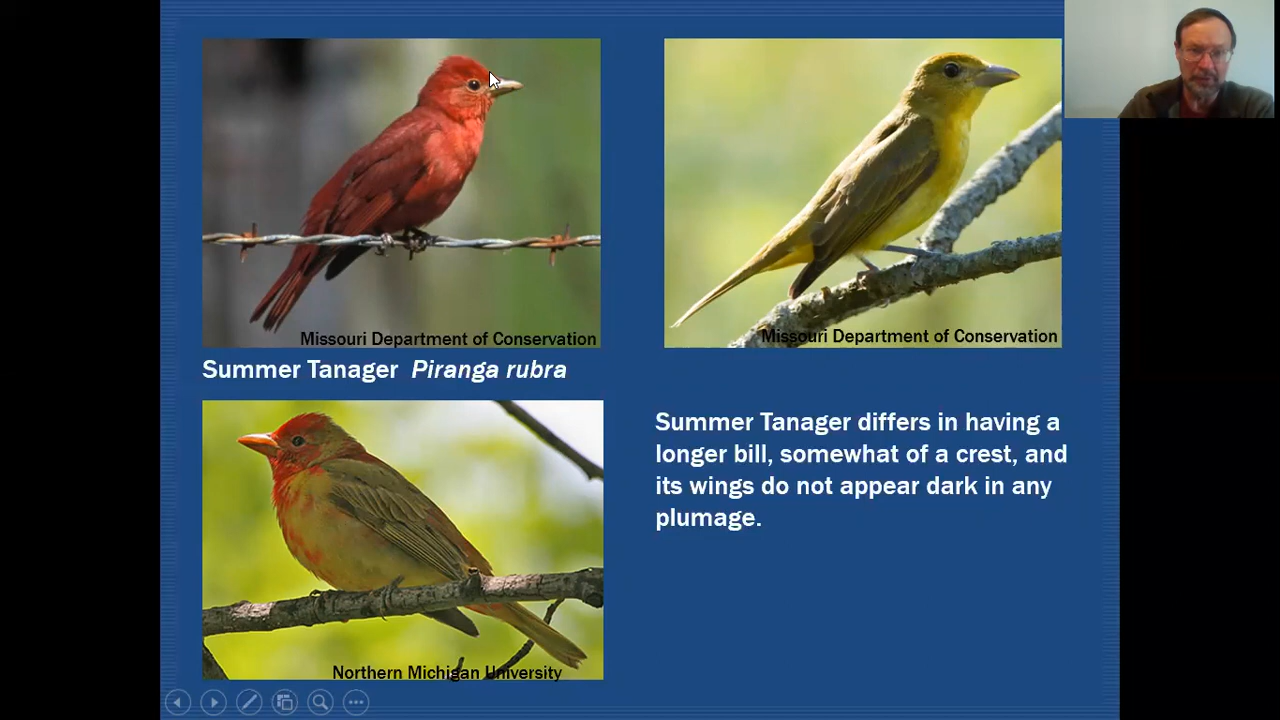 Missouri Department of Conservation
Missouri Department of Conservation
Summer Tanager Piranga rubra
Summer Tanager differs in having a
longer bill, somewhat of a crest, and
its wings do not appear dark in any
plumage.
Northern Michigan University